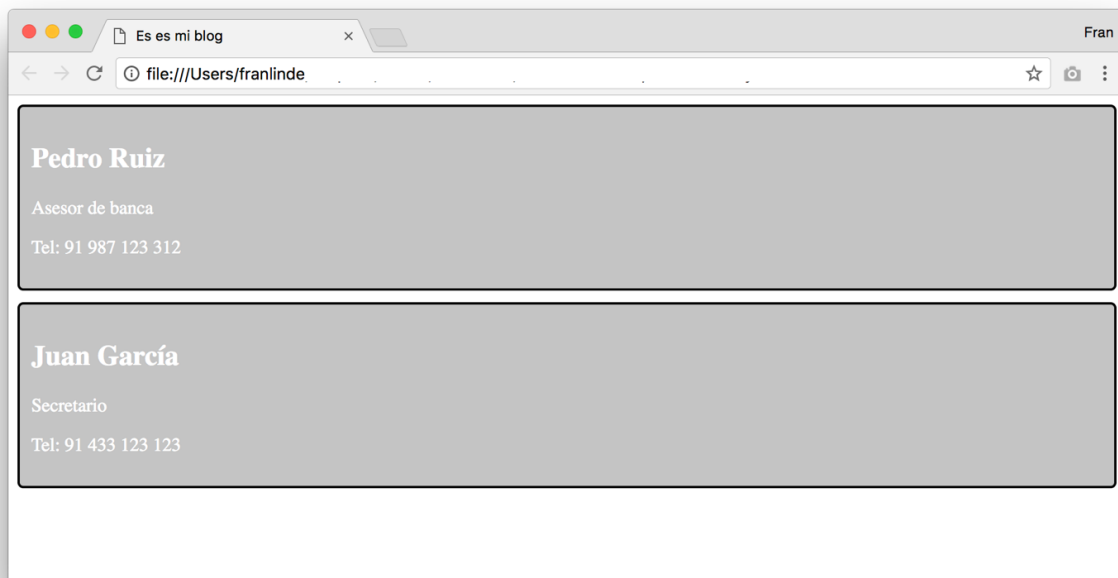 Es es mi blog
Fran
file:///Users/franlinde
Pedro Ruiz
Asesor de banca
Tel: 91 987 123 312
Juan García
Secretario
Tel: 91 433 123 123